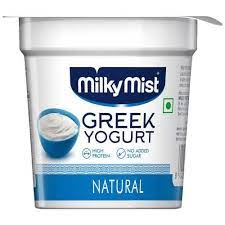 Milky Mist
GREEK
YOGURT
HIGH
PROTEIN
NO ADDED
SUGAR
NATURAL